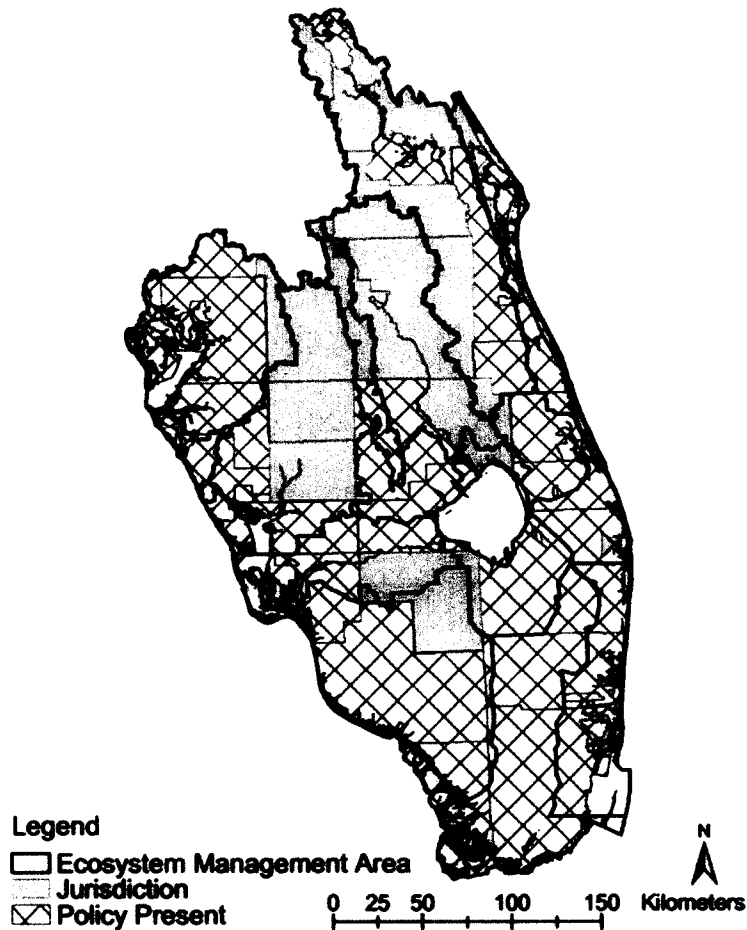 Legend
Ecosystem Management Area
Jurisdiction
Policy Present
N
0 25 50 100 150 Kilometers